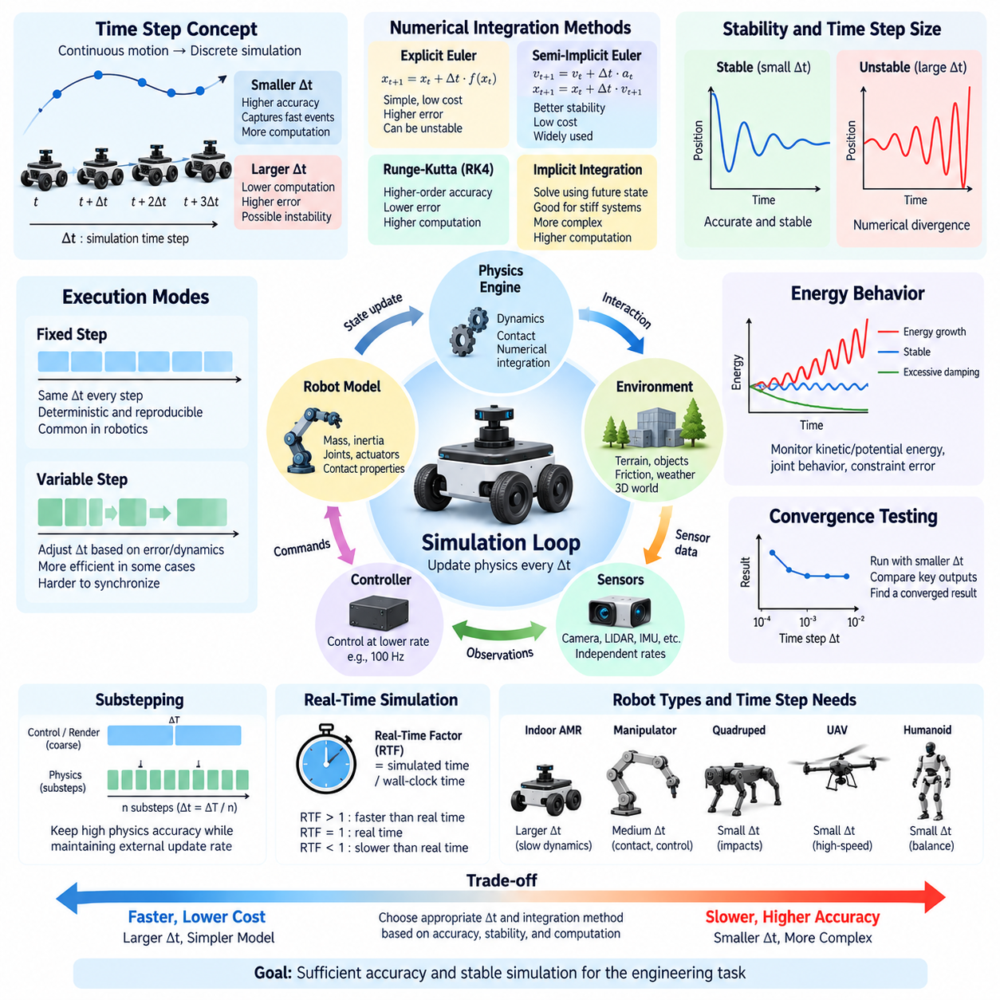 Time Step Concept
Continuous motion → Discrete simulation
Smaller Δt
Higher accuracy
Captures fast events
More computation
Larger Δt
Lower computation
Higher error
Possible instability
t
t + Δt
t + 2Δt
t + 3Δt
Δt : simulation time step
Numerical Integration Methods
Explicit Euler
xₜ₊₁ = xₜ + Δt · f(xₜ)
Simple, low cost
Higher error
Can be unstable
Semi-Implicit Euler
vₜ₊₁ = vₜ + Δt · aₜ
xₜ₊₁ = xₜ + Δt · vₜ₊₁
Better stability
Low cost
Widely used
Runge-Kutta (RK4)
Higher-order accuracy
Lower error
Higher computation
Implicit Integration
Solve using future state
Good for stiff systems
More complex
Higher computation
Stability and Time Step Size
Stable (small Δt)
Position
Time
Accurate and stable
Unstable (large Δt)
Position
Time
Numerical divergence
Execution Modes
Fixed Step
Same Δt every step
Deterministic and reproducible
Common in robotics
Variable Step
Adjust Δt based on error/dynamics
More efficient in some cases
Harder to synchronize
Physics
Engine
Dynamics
Contact
Numerical
integration
State update
Interaction
Robot Model
Mass, inertia
Joints, actuators
Contact properties
Environment
Terrain, objects
Friction, weather
3D world
Simulation Loop
Update physics every Δt
Commands
Sensor
data
Controller
Control at lower rate
e.g., 100 Hz
Observations
Sensors
Camera, LIDAR, IMU, etc.
Independent rates
Energy Behavior
Energy
Time
Energy growth
Stable
Excessive damping
Monitor kinetic/potential energy,
joint behavior, constraint error
Convergence Testing
Result
10⁻⁴
10⁻³
10⁻²
Time step Δt
Run with smaller Δt
Compare key outputs
Find a converged result
Substepping
ΔT
Control / Render
(coarse)
Physics
(substeps)
n substeps (Δt = ΔT / n)
Keep high physics accuracy while
maintaining external update rate
Real-Time Simulation
Real-Time Factor
(RTF)
= simulated time
/ wall-clock time
RTF > 1 : faster than real time
RTF = 1 : real time
RTF < 1 : slower than real time
Robot Types and Time Step Needs
Indoor AMR
Manipulator
Quadruped
UAV
Humanoid
Larger Δt
(slow dynamics)
Medium Δt
(contact, control)
Small Δt
(impacts)
Small Δt
(high-speed)
Small Δt
(balance)
Trade-off
Faster, Lower Cost
Larger Δt, Simpler Model
Choose appropriate Δt and integration method
based on accuracy, stability, and computation
Slower, Higher Accuracy
Smaller Δt, More Complex
Goal: Sufficient accuracy and stable simulation for the engineering task